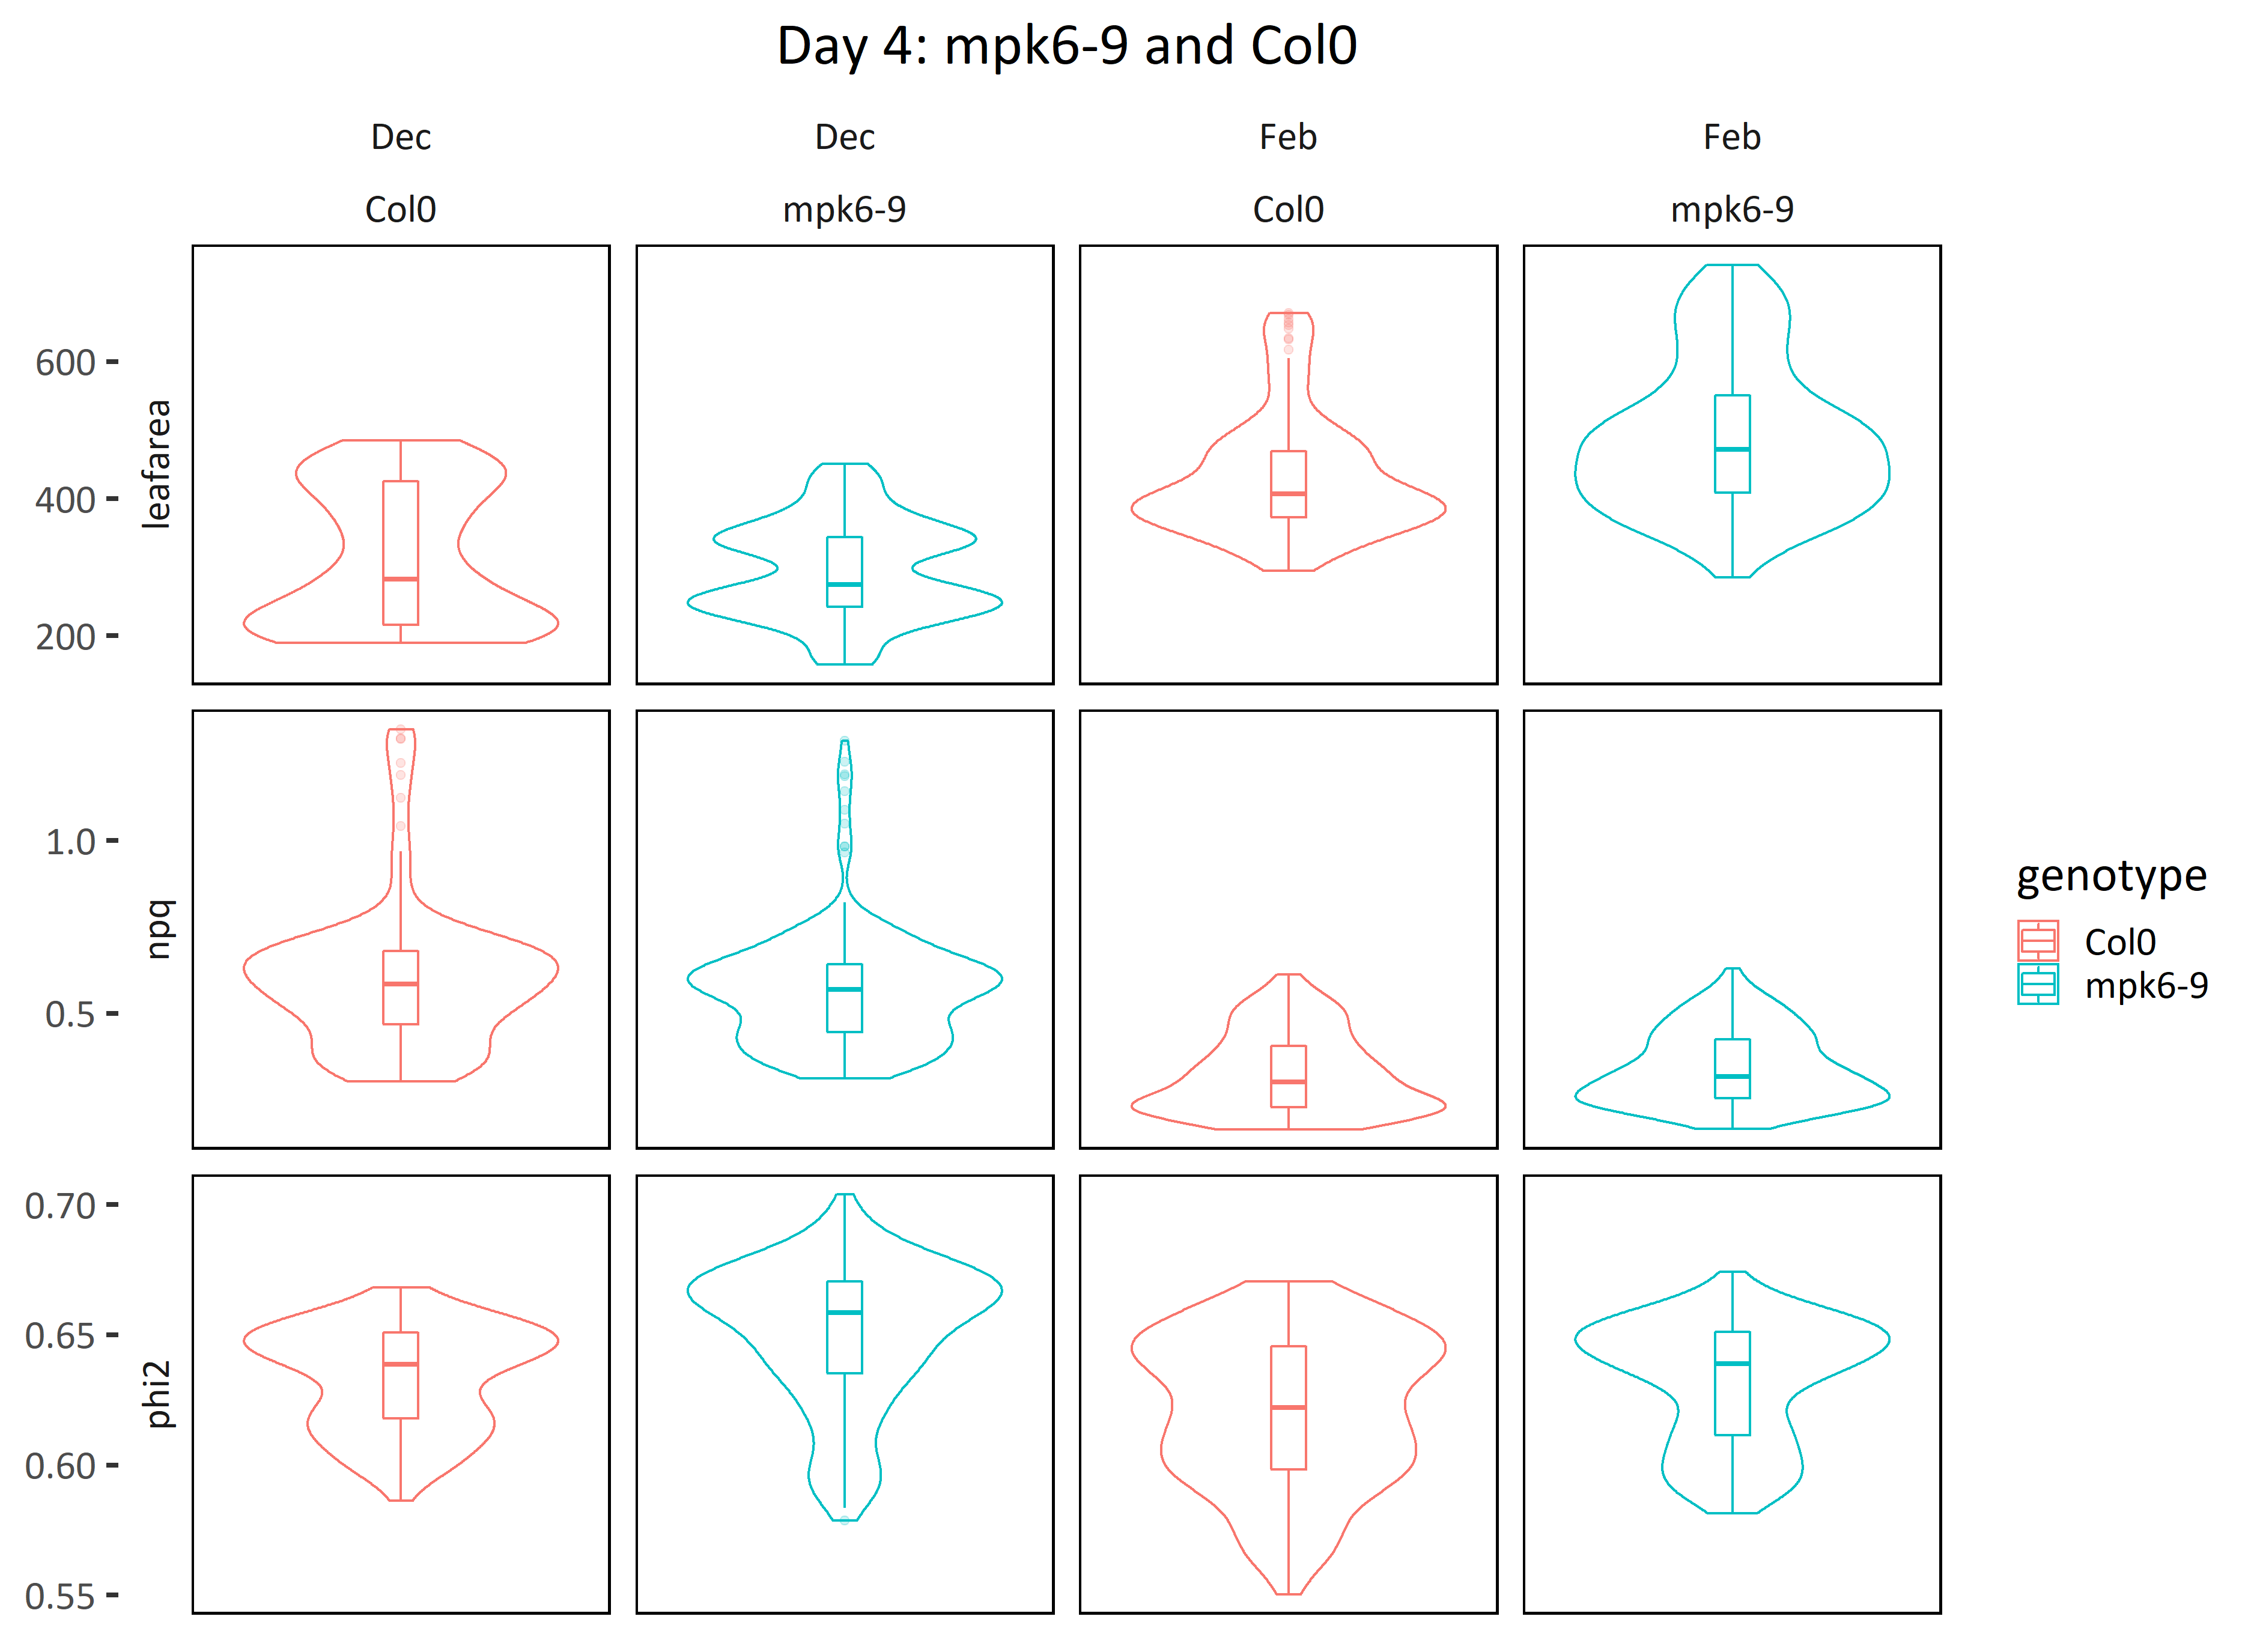 Day 4: mpk6-9 and Col0
Dec Dec Feb Feb
Col0 mpk6-9 Col0 mpk6-9
600
400
200
leafarea
1.0
0.5
npq
0.70
0.65
0.60
0.55
phi2
genotype
Col0
mpk6-9